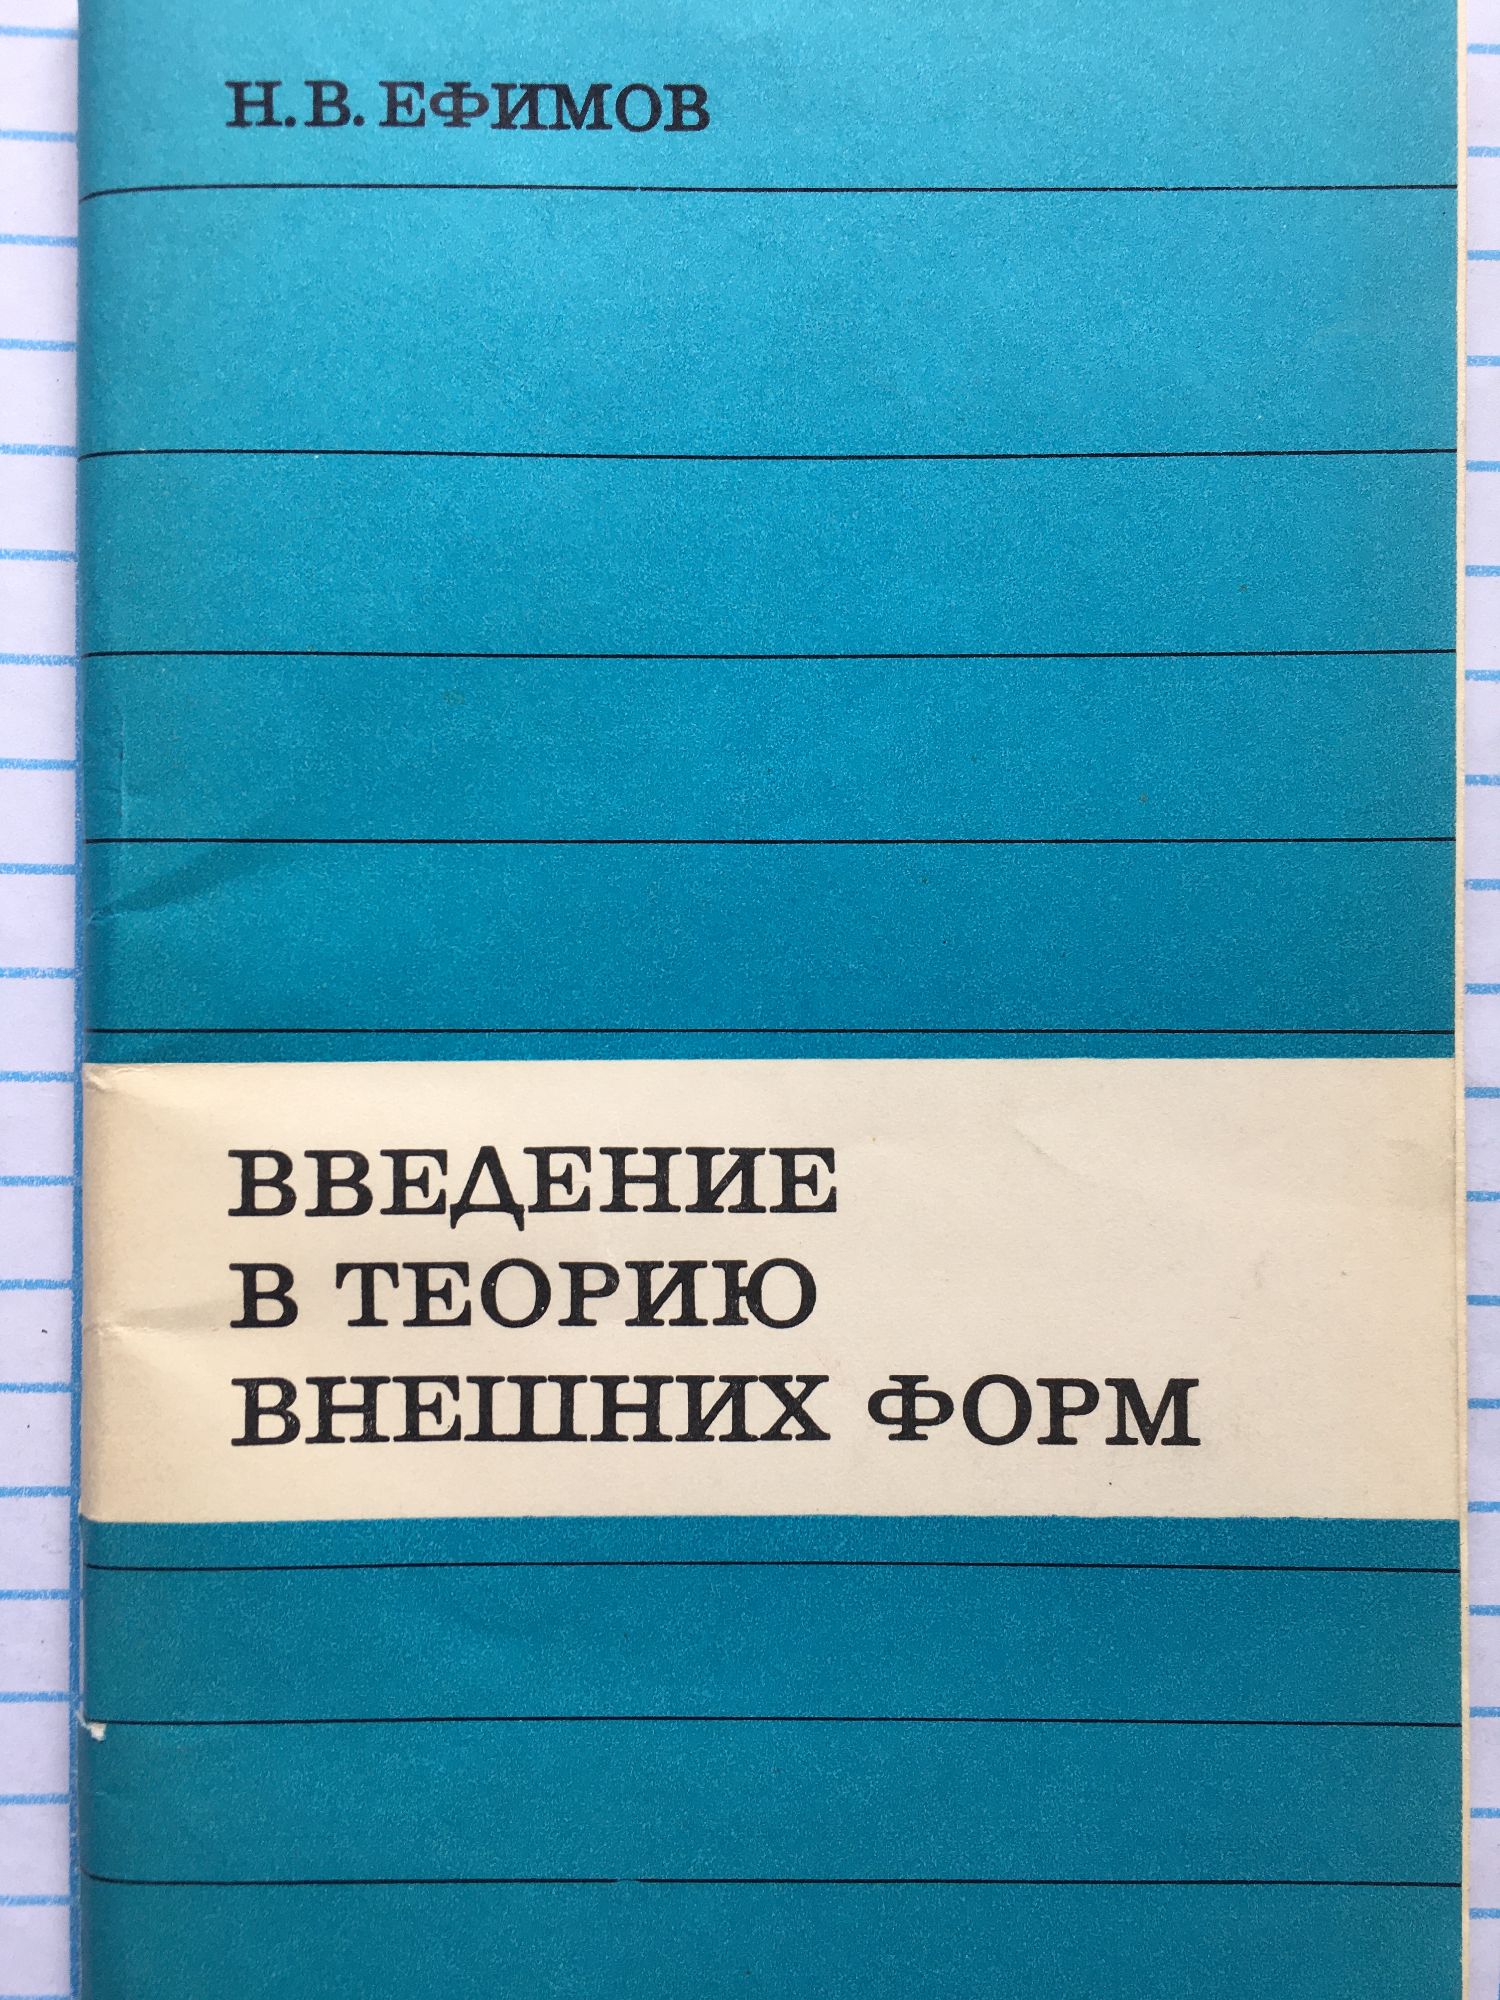 Н. В. ЕФИМОВ
ВВЕДЕНИЕ
В ТЕОРИЮ
ВНЕШНИХ ФОРМ